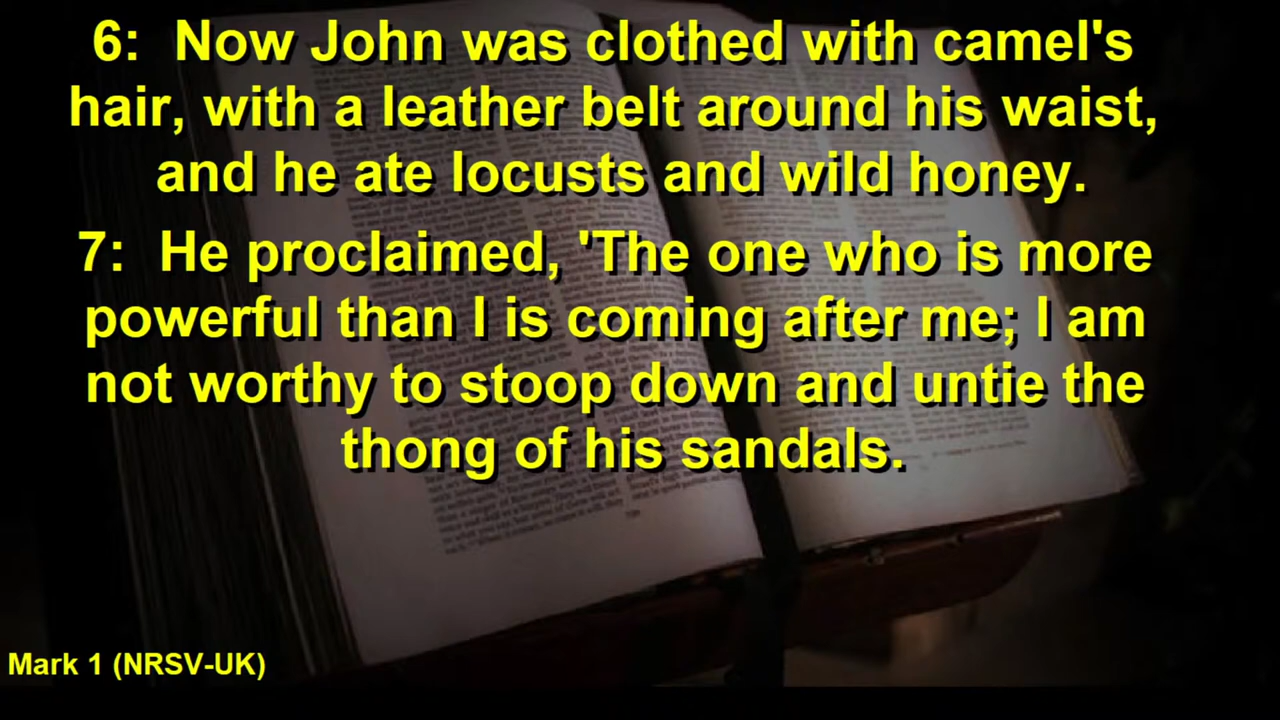 6: Now John was clothed with camel's
hair, with a leather belt around his waist,
and he ate locusts and wild honey.
7: He proclaimed, 'The one who is more
powerful than I is coming after me; I am
not worthy to stoop down and untie the
thong of his sandals.
Mark 1 (NRSV-UK)